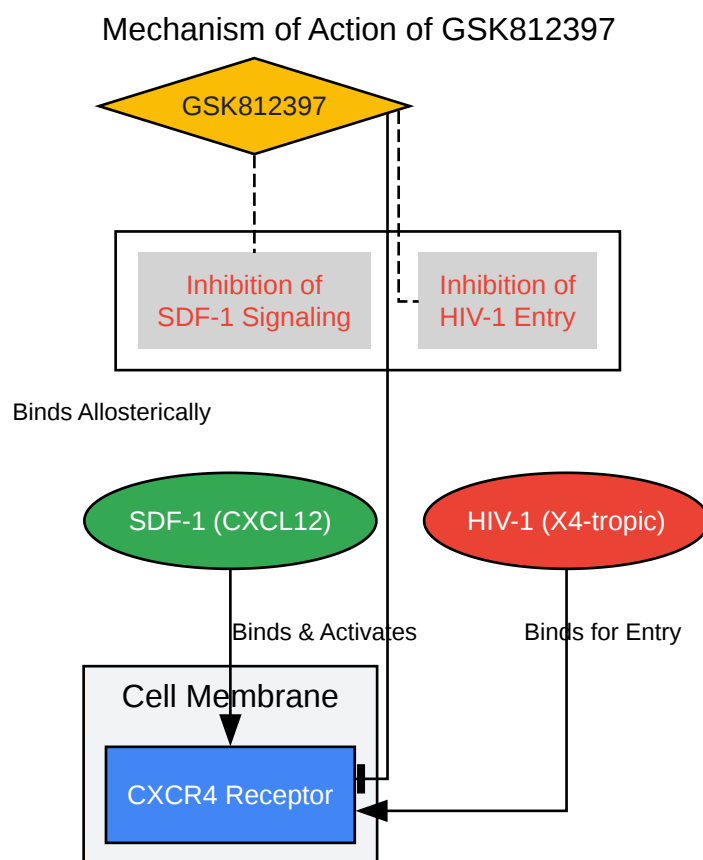 Mechanism of Action of GSK812397
GSK812397
Inhibition of
SDF-1 Signaling
Inhibition of
HIV-1 Entry
Binds Allosterically
SDF-1 (CXCL12)
HIV-1 (X4-tropic)
Binds & Activates
Binds for Entry
Cell Membrane
CXCR4 Receptor